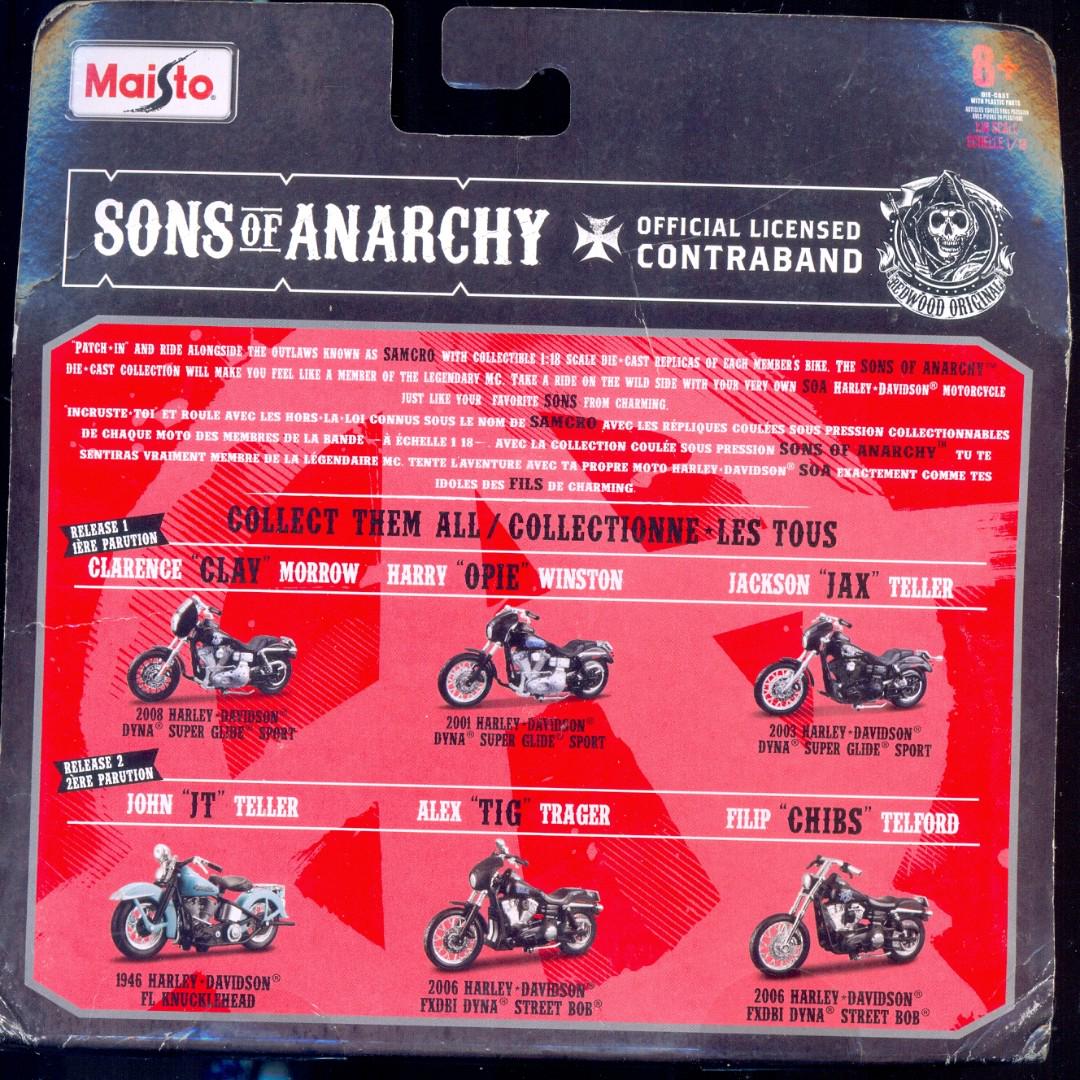 Maisto
8+
DIE-CAST
WITH PLASTIC PARTS
1:18 SCALE
ÉCHELLE 1/18
SONS OF ANARCHY
OFFICIAL LICENSED
CONTRABAND
REDWOOD ORIGINAL
"PATCH-IN" AND RIDE ALONGSIDE THE OUTLAWS KNOWN AS SAMCRO WITH COLLECTIBLE 1:18 SCALE DIE-CAST REPLICAS OF EACH MEMBER'S BIKE. THE SONS OF ANARCHY™
DIE-CAST COLLECTION WILL MAKE YOU FEEL LIKE A MEMBER OF THE LEGENDARY MC. TAKE A RIDE ON THE WILD SIDE WITH YOUR VERY OWN SOA HARLEY-DAVIDSON® MOTORCYCLE
JUST LIKE YOUR FAVORITE SONS FROM CHARMING.
"INCRUSTE-TOI ET ROULE AVEC LES HORS-LA-LOI CONNUS SOUS LE NOM DE SAMCRO AVEC LES RÉPLIQUES COULÉES SOUS PRESSION COLLECTIONNABLES
DE CHAQUE MOTO DES MEMBRES DE LA BANDE —À ÉCHELLE 1 18—. AVEC LA COLLECTION COULÉE SOUS PRESSION SONS OF ANARCHY™ TU TE
SENTIRAS VRAIMENT MEMBRE DE LA LÉGENDAIRE MC. TENTE L'AVENTURE AVEC TA PROPRE MOTO HARLEY-DAVIDSON® SOA EXACTEMENT COMME TES
IDOLES DES FILS DE CHARMING.
COLLECT THEM ALL / COLLECTIONNE-LES TOUS
RELEASE 1
1ÈRE PARUTION
CLARENCE "CLAY" MORROW HARRY "OPIE" WINSTON JACKSON "JAX" TELLER
2008 HARLEY-DAVIDSON®
DYNA® SUPER GLIDE® SPORT
2001 HARLEY-DAVIDSON®
DYNA® SUPER GLIDE® SPORT
2003 HARLEY-DAVIDSON®
DYNA® SUPER GLIDE® SPORT
RELEASE 2
2ÈRE PARUTION
JOHN "JT" TELLER ALEX "TIG" TRAGER FILIP "CHIBS" TELFORD
1946 HARLEY-DAVIDSON®
FL KNUCKLEHEAD
2006 HARLEY-DAVIDSON®
FXDBI DYNA® STREET BOB®
2006 HARLEY-DAVIDSON®
FXDBI DYNA® STREET BOB®